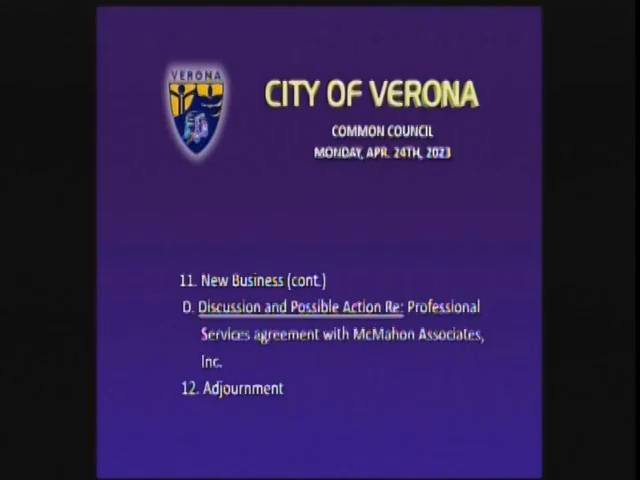 VERONA
CITY OF VERONA
COMMON COUNCIL
MONDAY, APR. 24TH, 2023
11. New Business (cont.)
D. Discussion and Possible Action Re: Professional
Services agreement with McMahon Associates,
Inc.
12. Adjournment